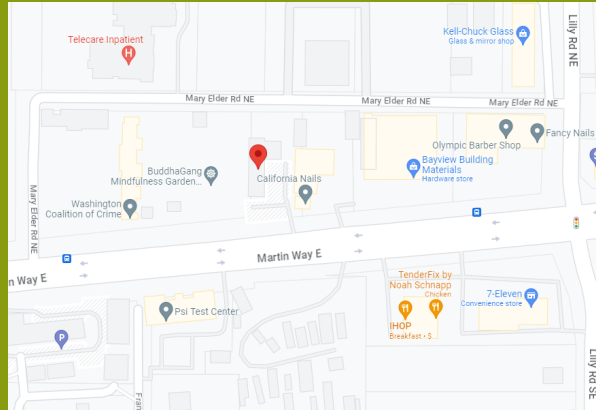 Telecare Inpatient
H
Kell-Chuck Glass
Glass & mirror shop
Lilly Rd NE
Mary Elder Rd NE
Mary Elder Rd NE
Mary Elder Rd NE
Olympic Barber Shop
Fancy Nails
Bayview Building
Materials
Hardware store
BuddhaGang
Mindfulness Garden...
California Nails
Washington
Coalition of Crime
Mary Elder Rd NE
Martin Way E
n Way E
TenderFix by
Noah Schnapp
Chicken
7-Eleven
Convenience store
Psi Test Center
IHOP
Breakfast • $
P
Fran
Lilly Rd SE